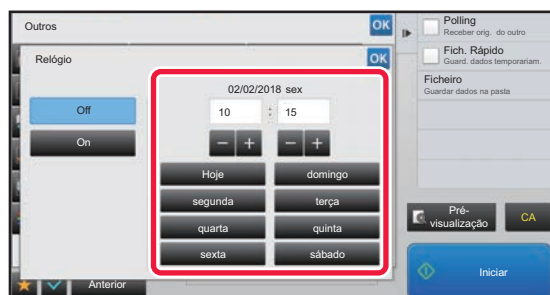 Outros
OK
Relógio
OK
Off
On
02/02/2018 sex
10 : 15
Hoje
domingo
segunda
terça
quarta
quinta
sexta
sábado
Anterior
Polling
Receber orig. do outro
Fich. Rápido
Guard. dados temporariam.
Ficheiro
Guardar dados na pasta
Pré-
visualização
CA
Iniciar